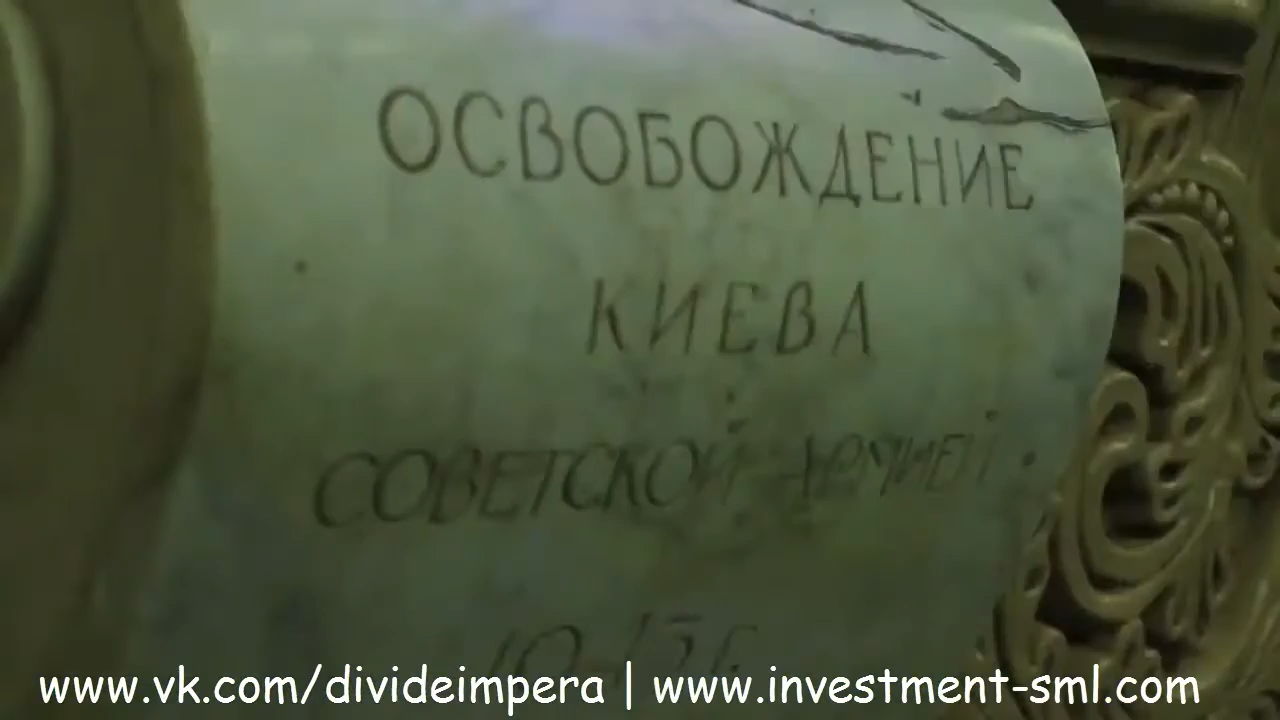 ОСВОБОЖДЕНИЕ
КИЕВА
СОВЕТСКОЙ АРМИЕЙ
www.vk.com/divideimpera | www.investment-sml.com